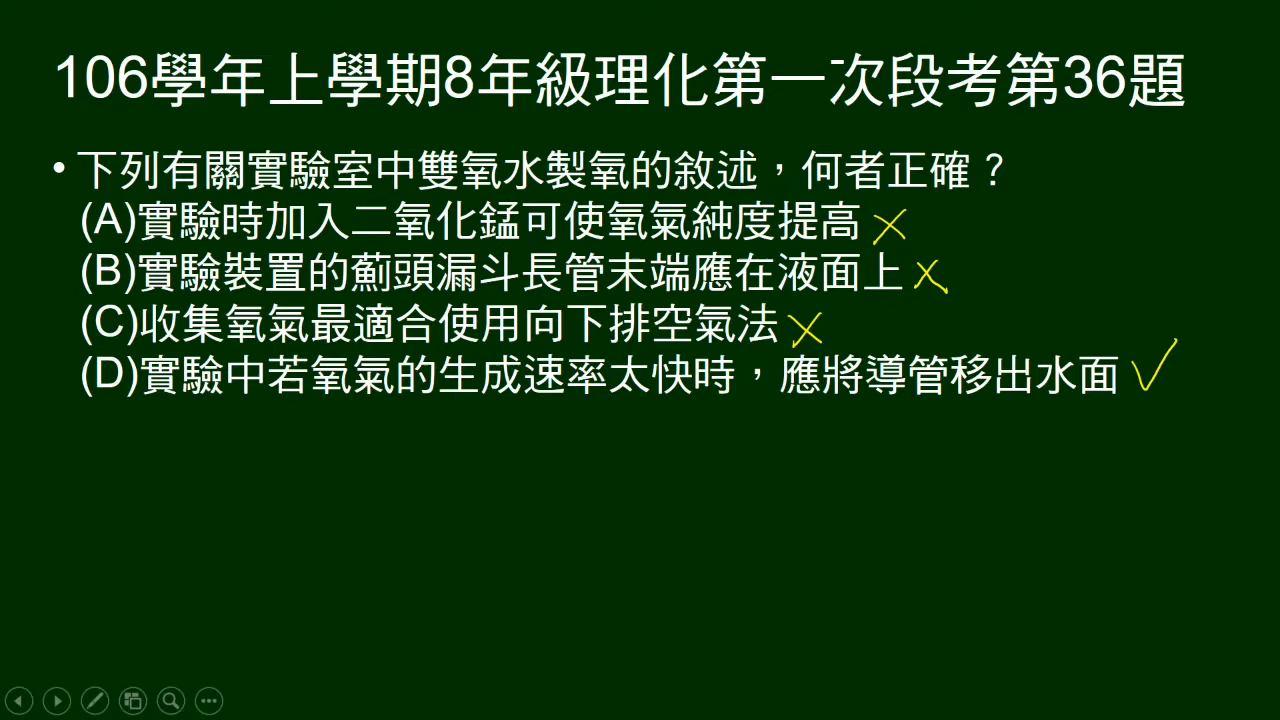 106學年上學期8年級理化第一次段考第36題
• 下列有關實驗室中雙氧水製氧的敘述，何者正確？
(A)實驗時加入二氧化錳可使氧氣純度提高
(B)實驗裝置的薊頭漏斗長管末端應在液面上
(C)收集氧氣最適合使用向下排空氣法
(D)實驗中若氧氣的生成速率太快時，應將導管移出水面